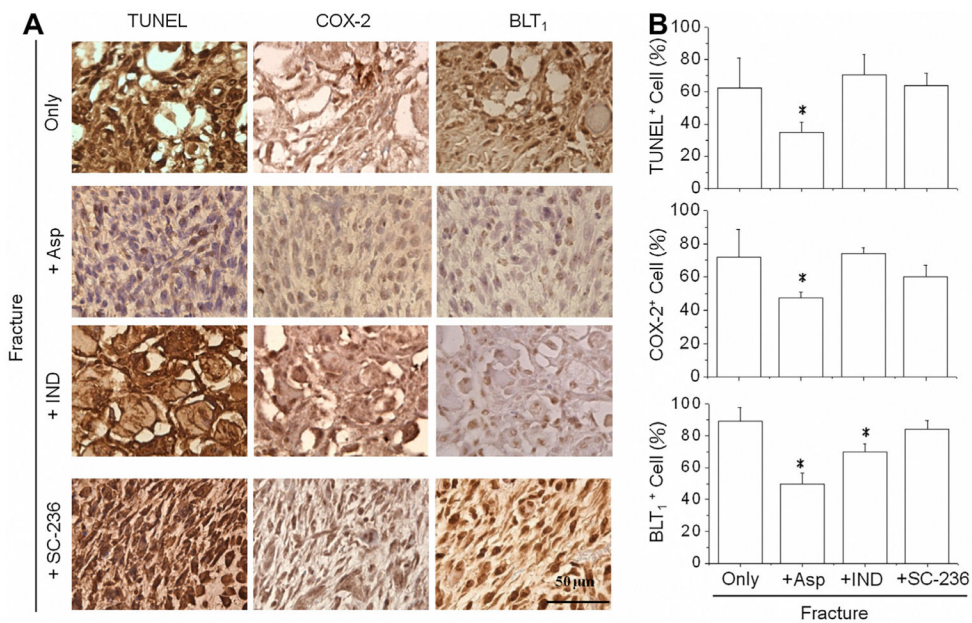 A
TUNEL
COX-2
BLT1
B
Fracture
Only
+ Asp
+ IND
+ SC-236
50 µm
TUNEL+ Cell (%)
100
80
60
40
20
0
*
COX-2+ Cell (%)
100
80
60
40
20
0
*
BLT1+ Cell (%)
100
80
60
40
20
0
*
*
Only
+Asp
+IND
+SC-236
Fracture